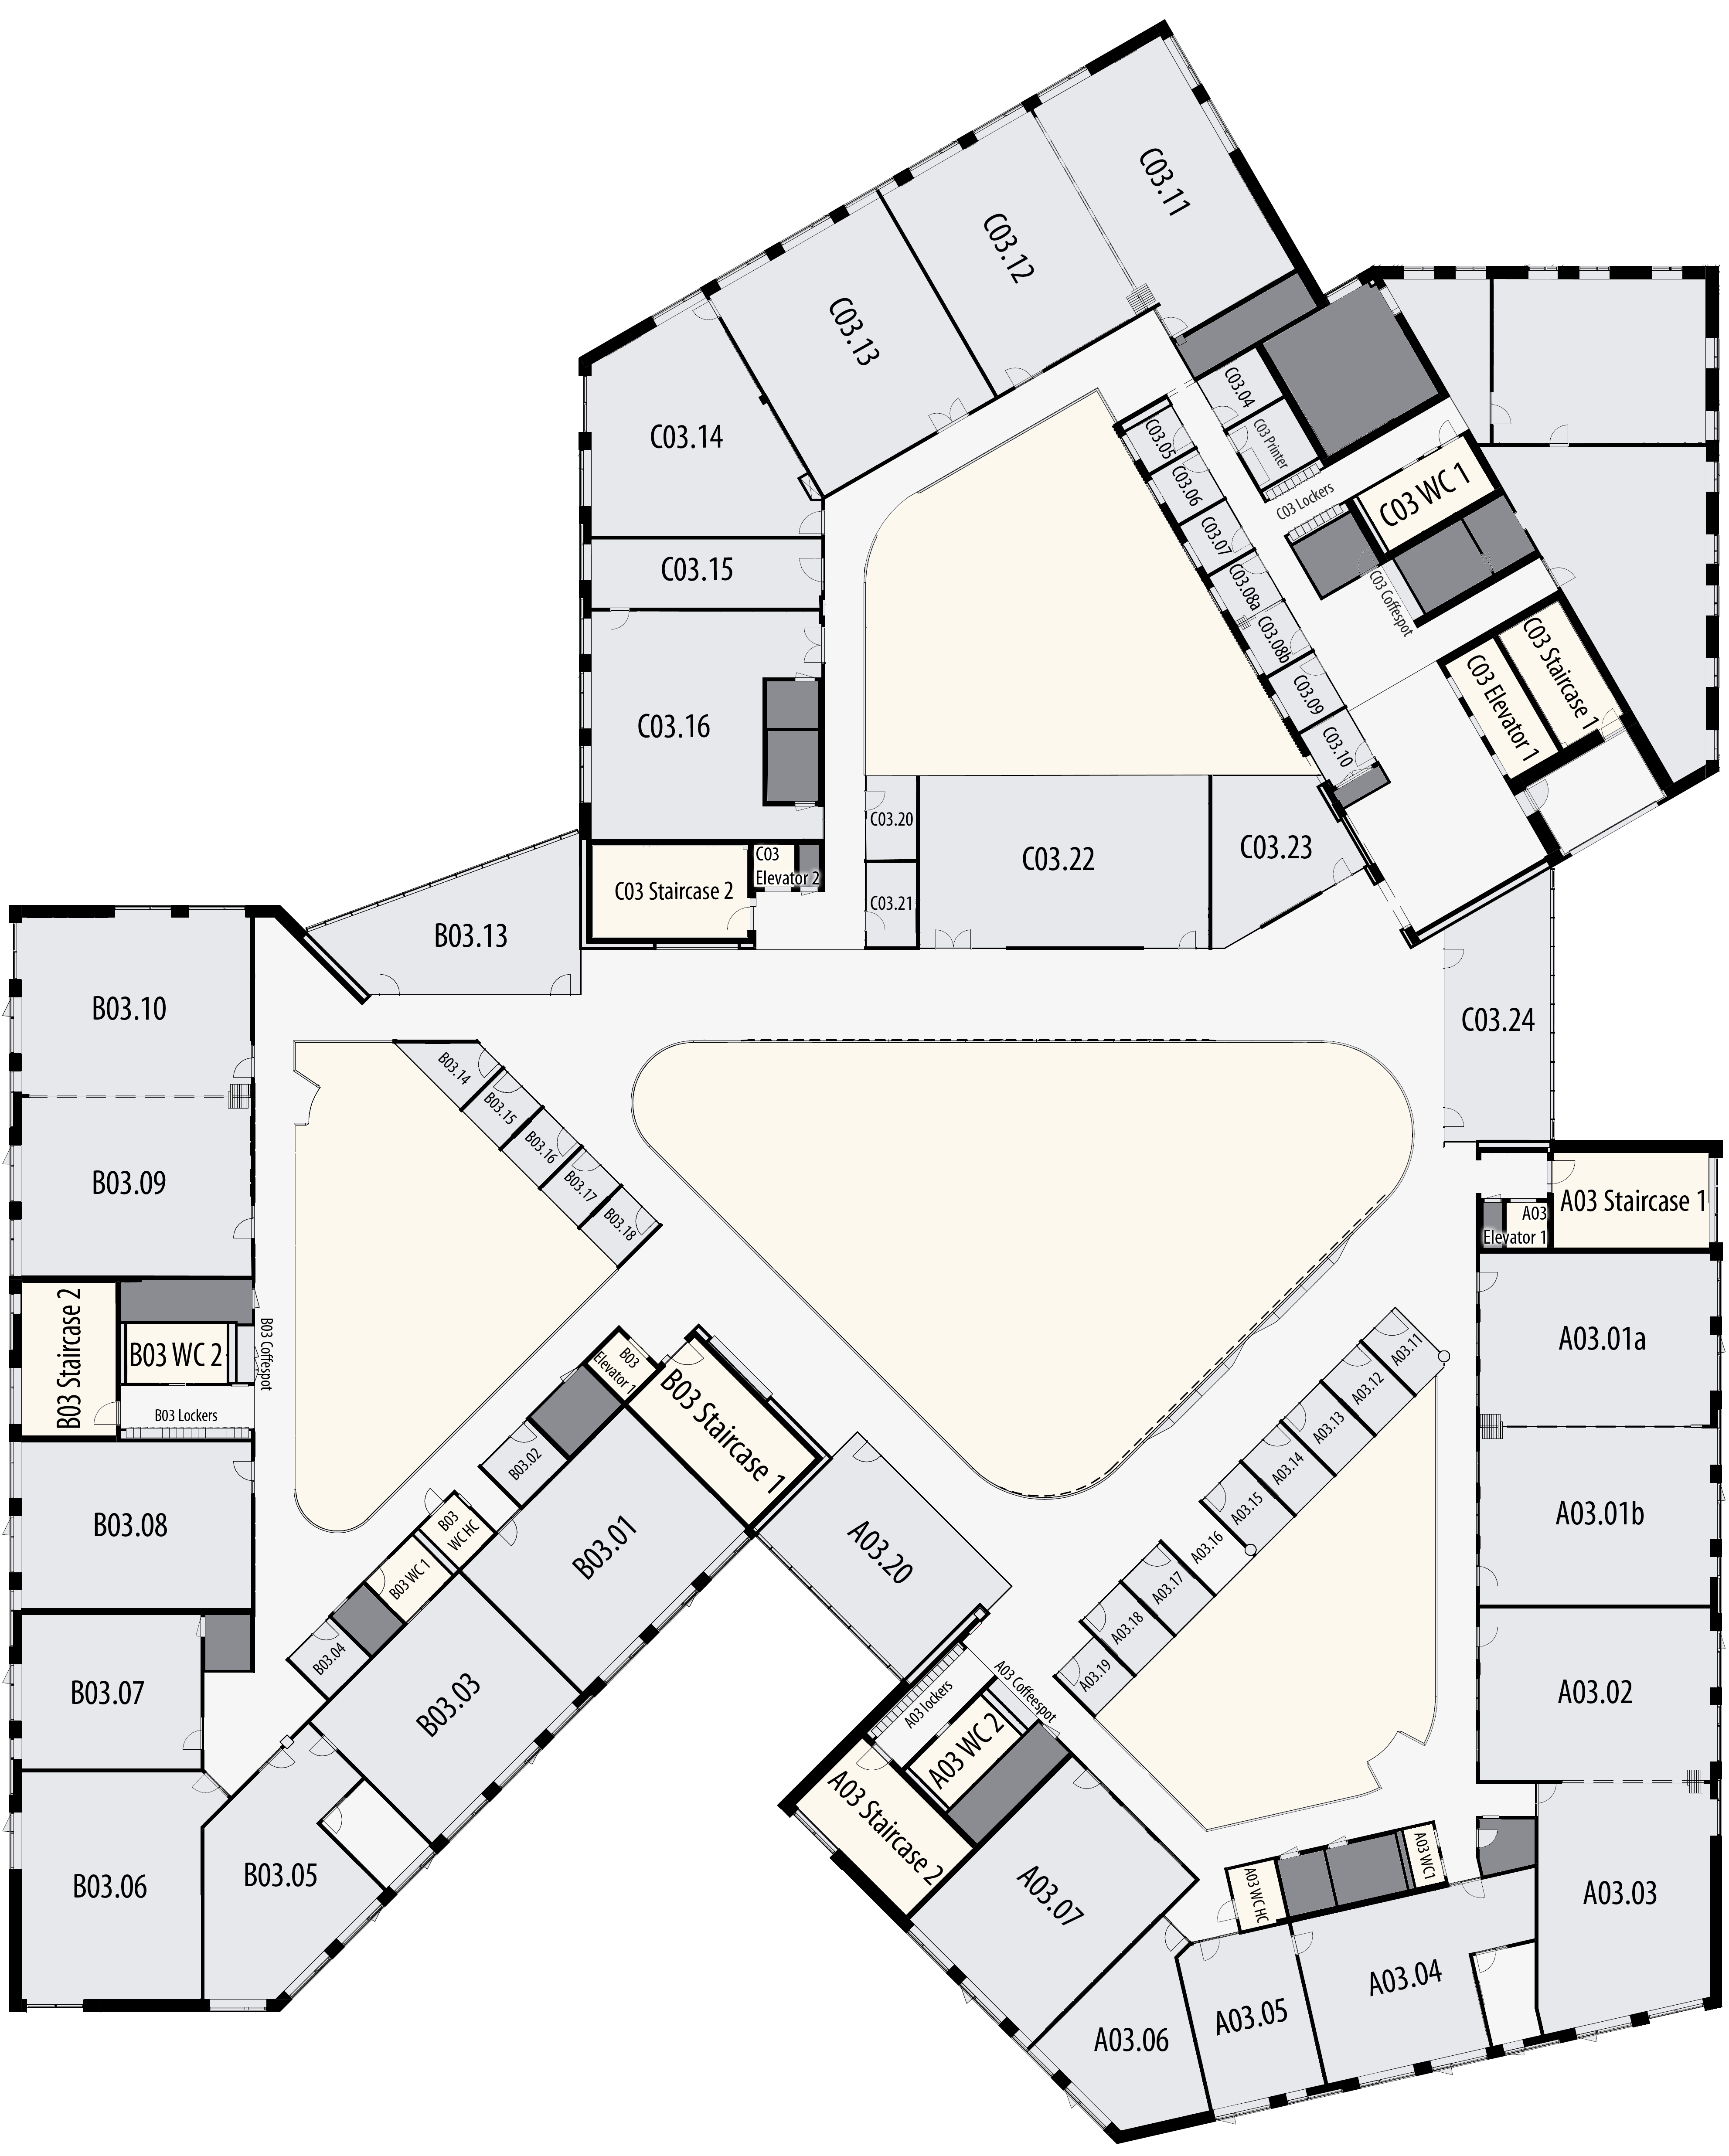 C03.11
C03.12
C03.13
C03.14
C03.15
C03.16
C03.04
C03 Printer
C03.05
C03.06
C03.07
C03.08a
C03.08b
C03.09
C03.10
C03 Lockers
C03 WC 1
C03 Coffespot
C03 Staircase 1
C03 Elevator 1
C03.20
C03.21
C03.22
C03.23
C03.24
C03 Staircase 2
C03
Elevator 2
B03.13
B03.10
B03.09
B03.14
B03.15
B03.16
B03.17
B03.18
B03 Staircase 2
B03 WC 2
B03 Coffespot
B03 Lockers
B03.08
B03.07
B03.06
B03.05
B03.04
B03.03
B03 WC 1
B03
WC HC
B03.02
B03.01
B03
Elevator 1
B03 Staircase 1
A03 Staircase 1
A03
Elevator 1
A03.01a
A03.01b
A03.02
A03.03
A03.04
A03.05
A03.06
A03.07
A03.11
A03.12
A03.13
A03.14
A03.15
A03.16
A03.17
A03.18
A03.19
A03.20
A03 lockers
A03 Coffeespot
A03 WC 2
A03 Staircase 2
A03 WC HC
A03 WC1